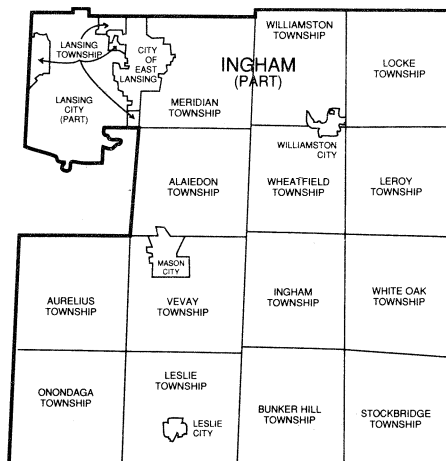 WILLIAMSTON
TOWNSHIP
LANSING
TOWNSHIP
CITY
OF
EAST
LANSING
INGHAM
(PART)
LOCKE
TOWNSHIP
LANSING
CITY
(PART)
MERIDIAN
TOWNSHIP
WILLIAMSTON
CITY
ALAIEDON
TOWNSHIP
WHEATFIELD
TOWNSHIP
LEROY
TOWNSHIP
MASON
CITY
AURELIUS
TOWNSHIP
VEVAY
TOWNSHIP
INGHAM
TOWNSHIP
WHITE OAK
TOWNSHIP
ONONDAGA
TOWNSHIP
LESLIE
TOWNSHIP
LESLIE
CITY
BUNKER HILL
TOWNSHIP
STOCKBRIDGE
TOWNSHIP